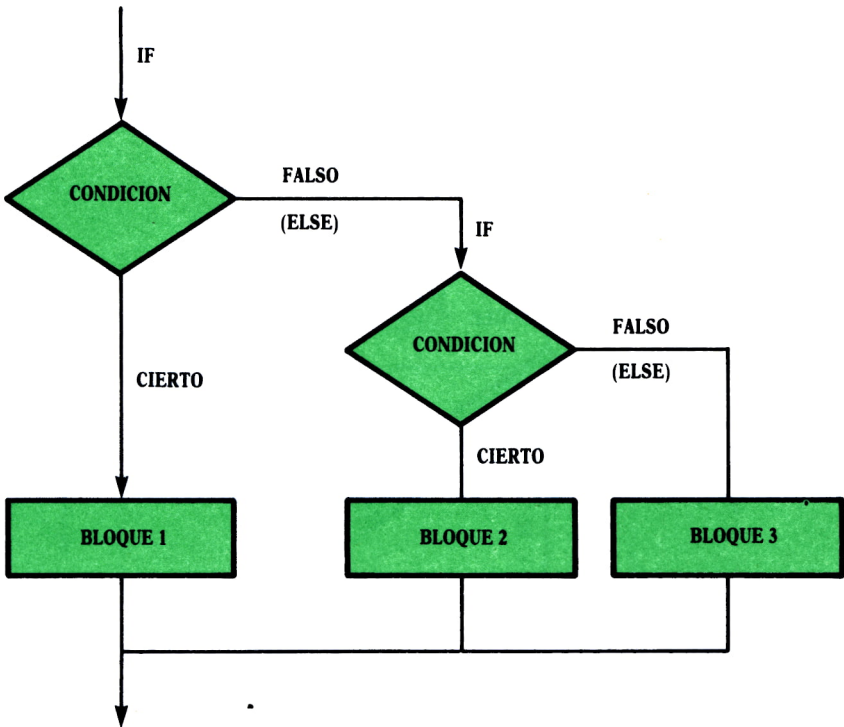 IF
CONDICION
FALSO
(ELSE)
IF
CONDICION
FALSO
(ELSE)
CIERTO
CIERTO
BLOQUE 1
BLOQUE 2
BLOQUE 3